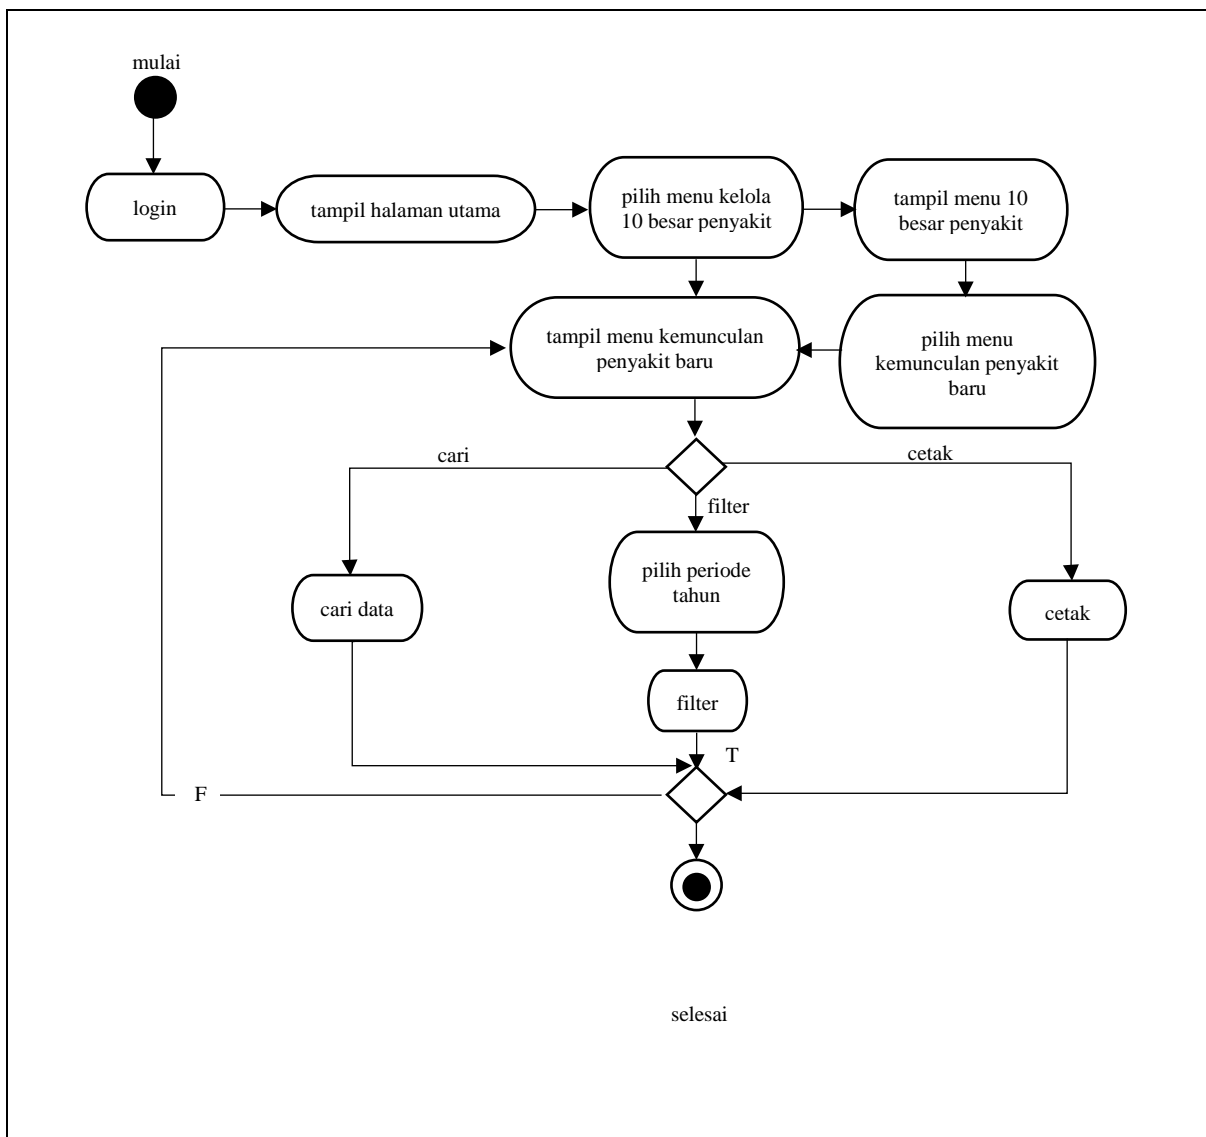 mulai
login
tampil halaman utama
pilih menu kelola
10 besar penyakit
tampil menu 10
besar penyakit
tampil menu kemunculan
penyakit baru
pilih menu
kemunculan penyakit
baru
cari
cetak
filter
pilih periode
tahun
cari data
cetak
filter
T
F
selesai